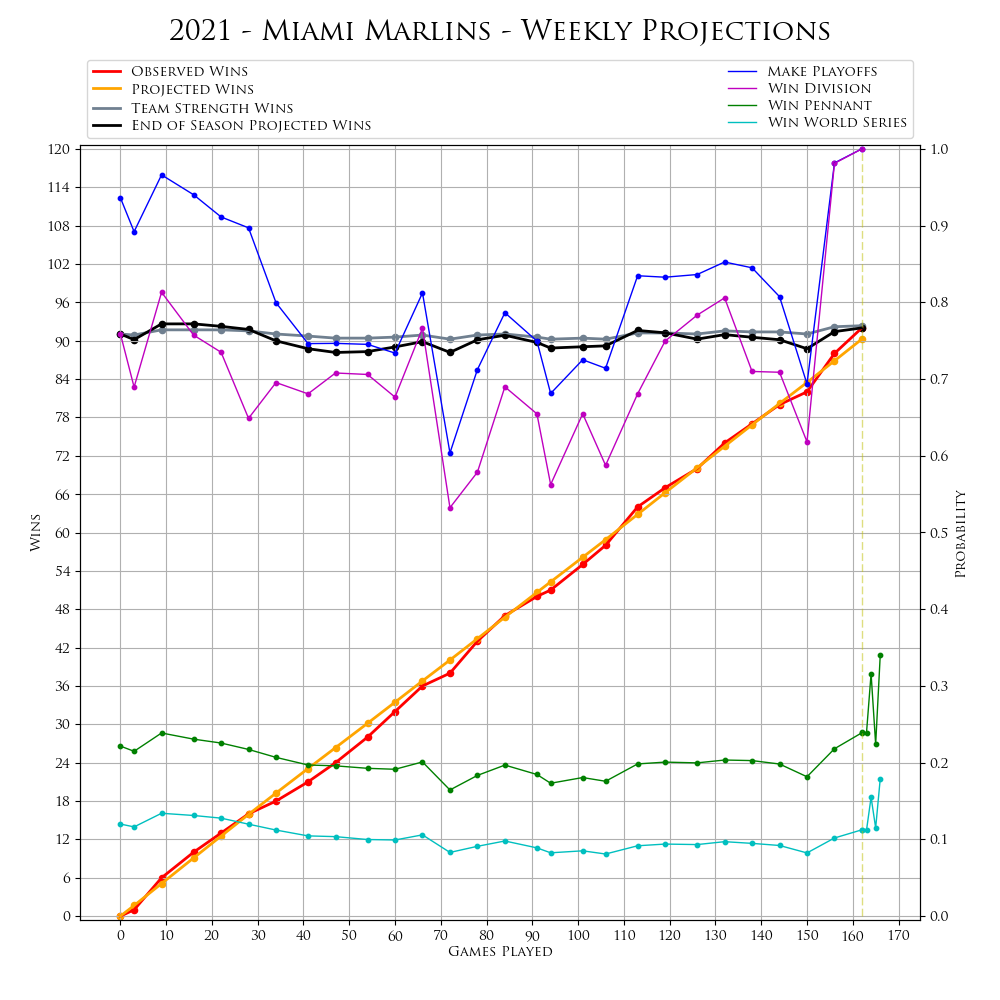 2021 - Miami Marlins - Weekly Projections
Observed Wins
Projected Wins
Team Strength Wins
End of Season Projected Wins
Make Playoffs
Win Division
Win Pennant
Win World Series
120
114
108
102
96
90
84
78
72
66
60
54
48
42
36
30
24
18
12
6
0
Wins
1.0
0.9
0.8
0.7
0.6
0.5
0.4
0.3
0.2
0.1
0.0
Probability
0 10 20 30 40 50 60 70 80 90 100 110 120 130 140 150 160 170
Games Played